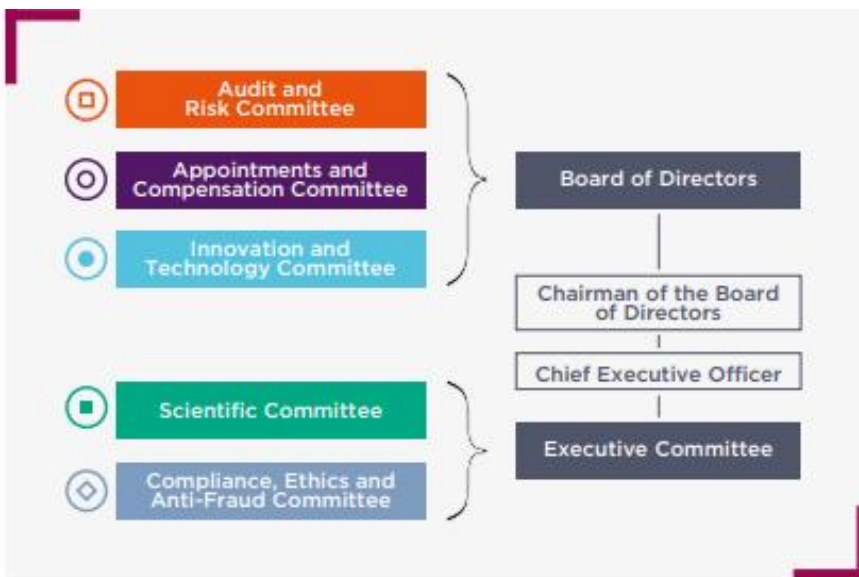 Audit and
Risk Committee
Appointments and
Compensation Committee
Innovation and
Technology Committee
Board of Directors
Chairman of the Board
of Directors
Chief Executive Officer
Scientific Committee
Compliance, Ethics and
Anti-Fraud Committee
Executive Committee